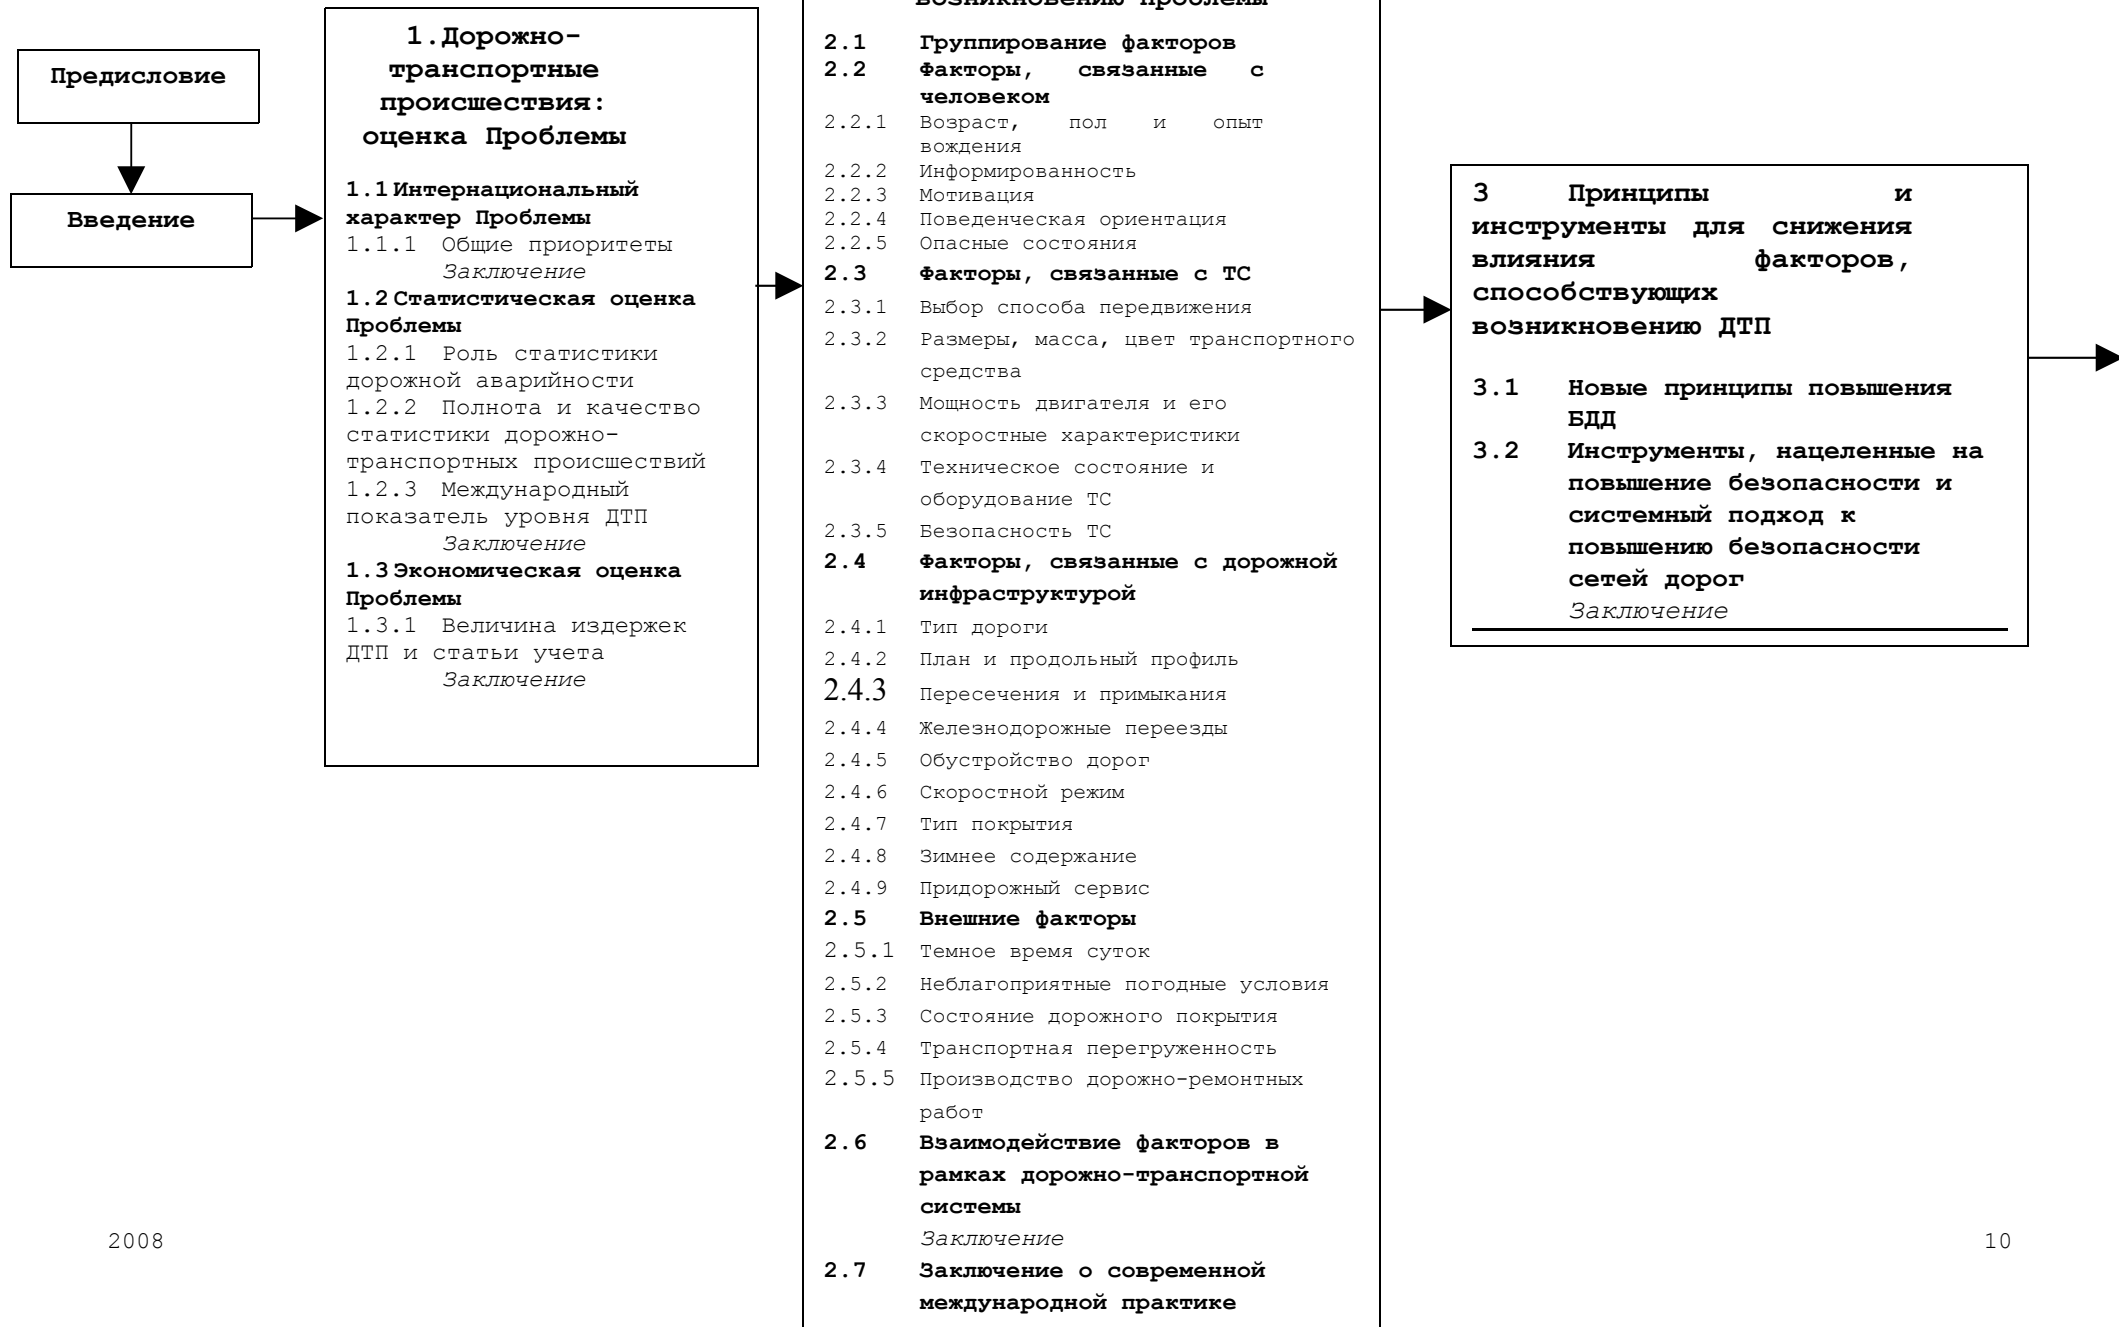 Предисловие
Введение
1.Дорожно-
транспортные
происшествия:
оценка Проблемы
1.1 Интернациональный
характер Проблемы
1.1.1 Общие приоритеты
Заключение
1.2 Статистическая оценка
Проблемы
1.2.1 Роль статистики
дорожной аварийности
1.2.2 Полнота и качество
статистики дорожно-
транспортных происшествий
1.2.3 Международный
показатель уровня ДТП
Заключение
1.3 Экономическая оценка
Проблемы
1.3.1 Величина издержек
ДТП и статьи учета
Заключение
возникновению проблемы
2.1 Группирование факторов
2.2 Факторы, связанные с
человеком
2.2.1 Возраст, пол и опыт
вождения
2.2.2 Информированность
2.2.3 Мотивация
2.2.4 Поведенческая ориентация
2.2.5 Опасные состояния
2.3 Факторы, связанные с ТС
2.3.1 Выбор способа передвижения
2.3.2 Размеры, масса, цвет транспортного
средства
2.3.3 Мощность двигателя и его
скоростные характеристики
2.3.4 Техническое состояние и
оборудование ТС
2.3.5 Безопасность ТС
2.4 Факторы, связанные с дорожной
инфраструктурой
2.4.1 Тип дороги
2.4.2 План и продольный профиль
2.4.3 Пересечения и примыкания
2.4.4 Железнодорожные переезды
2.4.5 Обустройство дорог
2.4.6 Скоростной режим
2.4.7 Тип покрытия
2.4.8 Зимнее содержание
2.4.9 Придорожный сервис
2.5 Внешние факторы
2.5.1 Темное время суток
2.5.2 Неблагоприятные погодные условия
2.5.3 Состояние дорожного покрытия
2.5.4 Транспортная перегруженность
2.5.5 Производство дорожно-ремонтных
работ
2.6 Взаимодействие факторов в
рамках дорожно-транспортной
системы
Заключение
2.7 Заключение о современной
международной практике
3 Принципы и
инструменты для снижения
влияния факторов,
способствующих
возникновению ДТП
3.1 Новые принципы повышения
БДД
3.2 Инструменты, нацеленные на
повышение безопасности и
системный подход к
повышению безопасности
сетей дорог
Заключение
2008
10